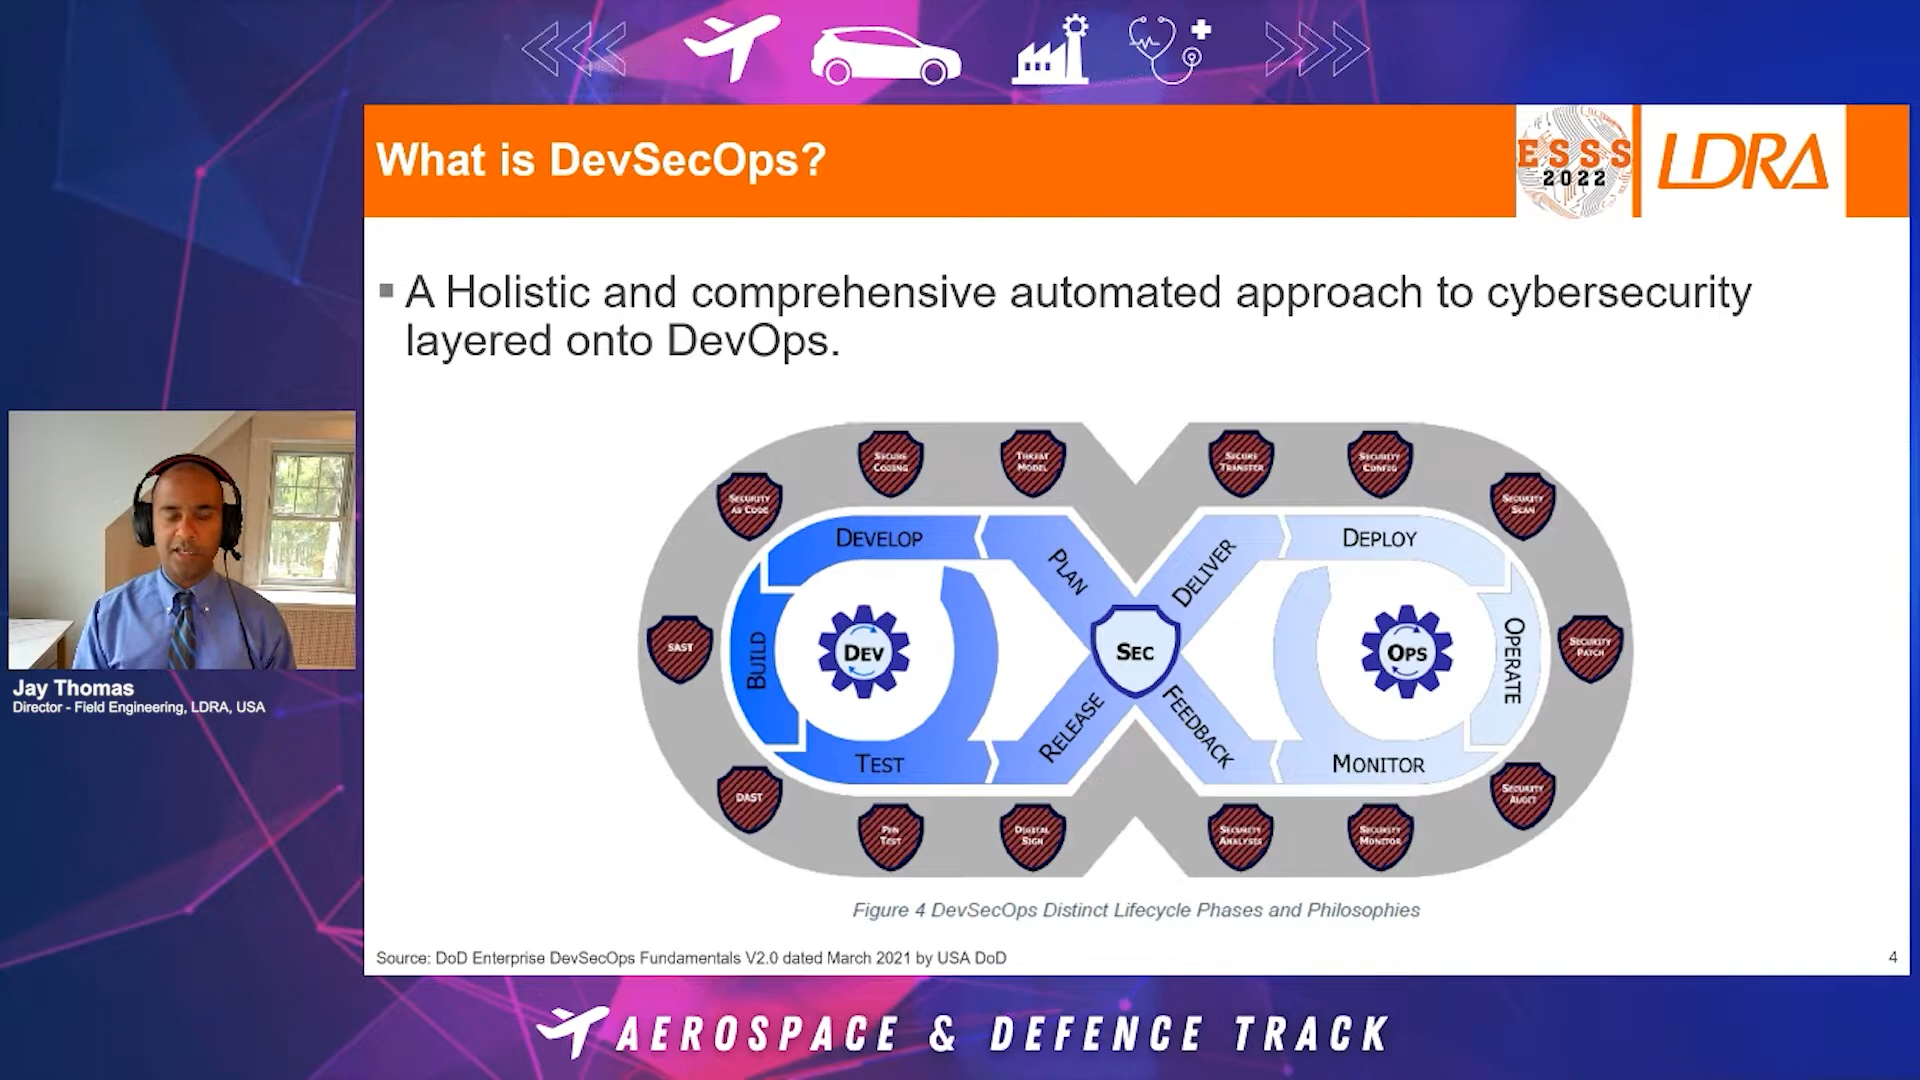 What is DevSecOps?
ESSS
2022
LDRA
A Holistic and comprehensive automated approach to cybersecurity
layered onto DevOps.
SECURE
CODING
THREAT
MODEL
SECURE
TRANSFER
SECURITY
CONFIG
SECURITY
AS CODE
SECURITY
SCAN
DEVELOP
PLAN
DELIVER
DEPLOY
SAST
BUILD
DEV
SEC
OPS
OPERATE
SECURITY
PATCH
TEST
RELEASE
FEEDBACK
MONITOR
DAST
SECURITY
AUDIT
PEN
TEST
DIGITAL
SIGN
SECURITY
ANALYSIS
SECURITY
MONITOR
Figure 4 DevSecOps Distinct Lifecycle Phases and Philosophies
Source: DoD Enterprise DevSecOps Fundamentals V2.0 dated March 2021 by USA DoD
4
Jay Thomas
Director - Field Engineering, LDRA, USA
AEROSPACE & DEFENCE TRACK